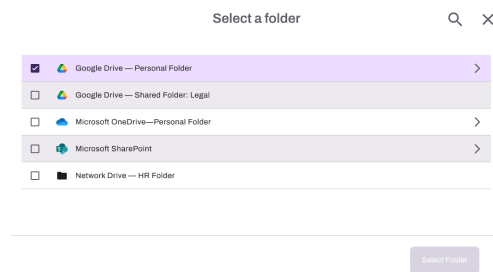 Select a folder
Google Drive — Personal Folder
Google Drive — Shared Folder: Legal
Microsoft OneDrive—Personal Folder
Microsoft SharePoint
Network Drive — HR Folder
Select Folder